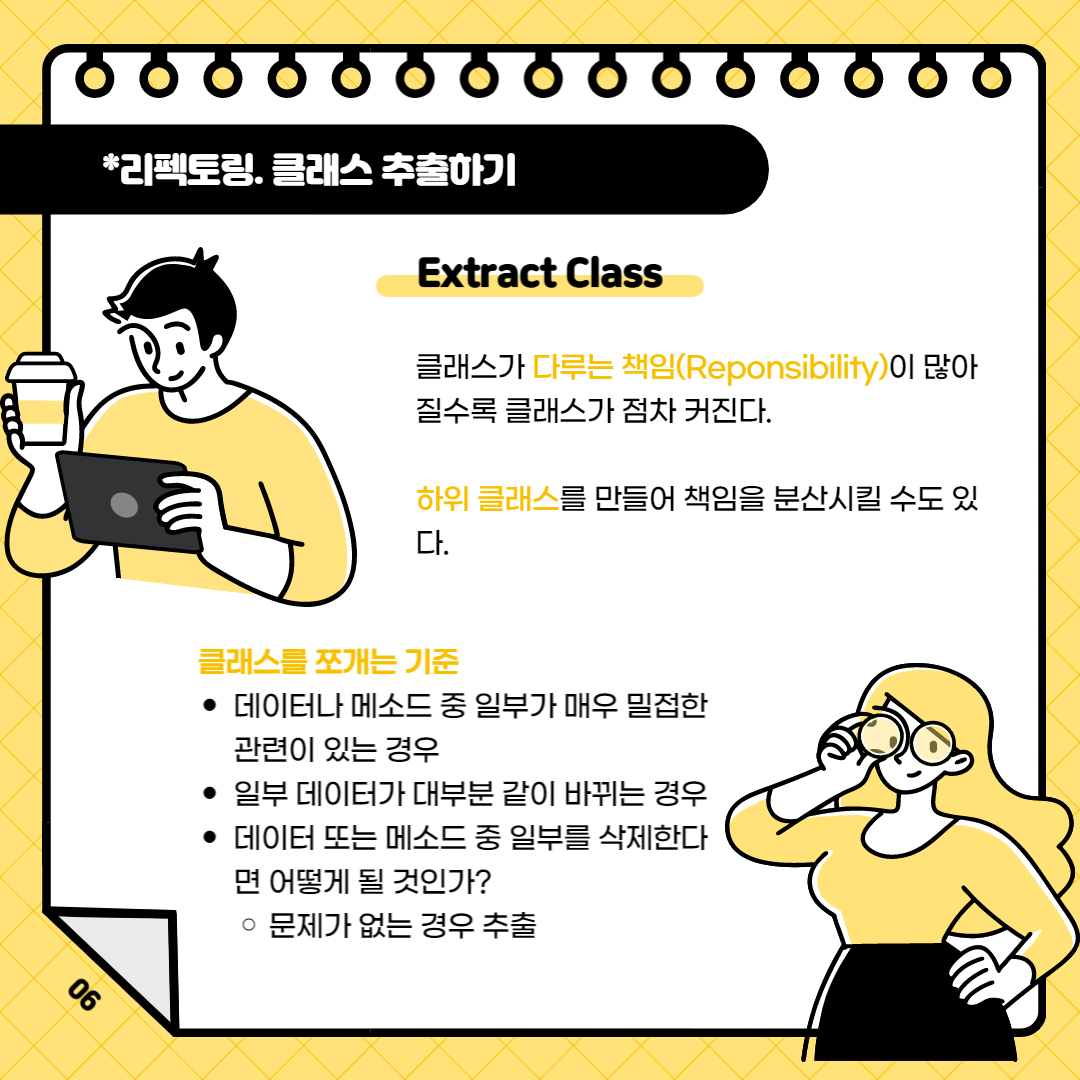 *리펙토링. 클래스 추출하기
Extract Class
클래스가 다루는 책임(Reponsibility)이 많아
질수록 클래스가 점차 커진다.
하위 클래스를 만들어 책임을 분산시킬 수도 있
다.
클래스를 쪼개는 기준
• 데이터나 메소드 중 일부가 매우 밀접한
관련이 있는 경우
• 일부 데이터가 대부분 같이 바뀌는 경우
• 데이터 또는 메소드 중 일부를 삭제한다
면 어떻게 될 것인가?
○ 문제가 없는 경우 추출
06